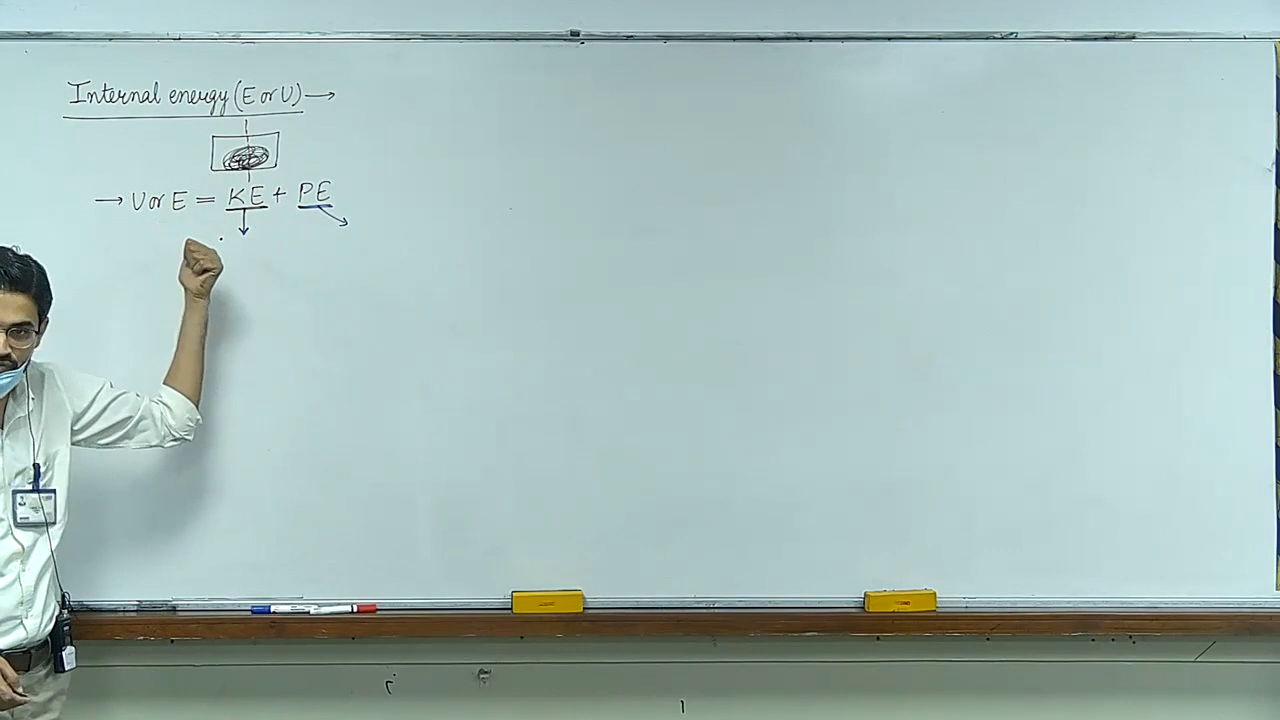 Internal energy (E or U) →
→ U or E = KE + PE